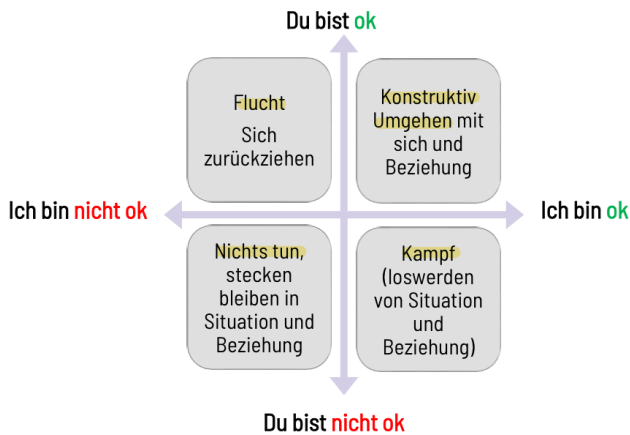 Du bist ok
Flucht
Sich
zurückziehen
Konstruktiv
Umgehen mit
sich und
Beziehung
Ich bin nicht ok
Ich bin ok
Nichts tun,
stecken
bleiben in
Situation und
Beziehung
Kampf
(loswerden
von Situation
und
Beziehung)
Du bist nicht ok